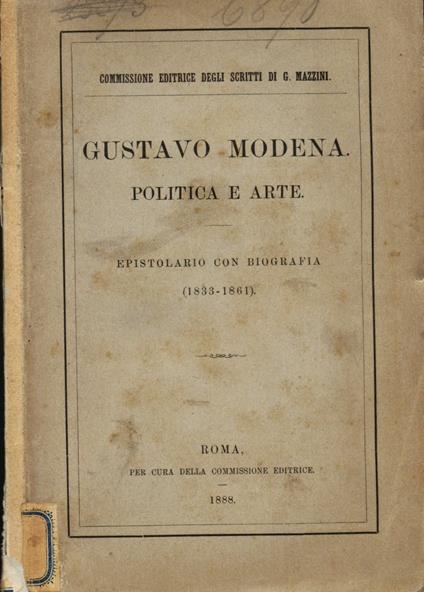 COMMISSIONE EDITRICE DEGLI SCRITTI DI G. MAZZINI.
GUSTAVO MODENA.
POLITICA E ARTE.
EPISTOLARIO CON BIOGRAFIA
(1833-1861).
ROMA,
PER CURA DELLA COMMISSIONE EDITRICE.
1888.